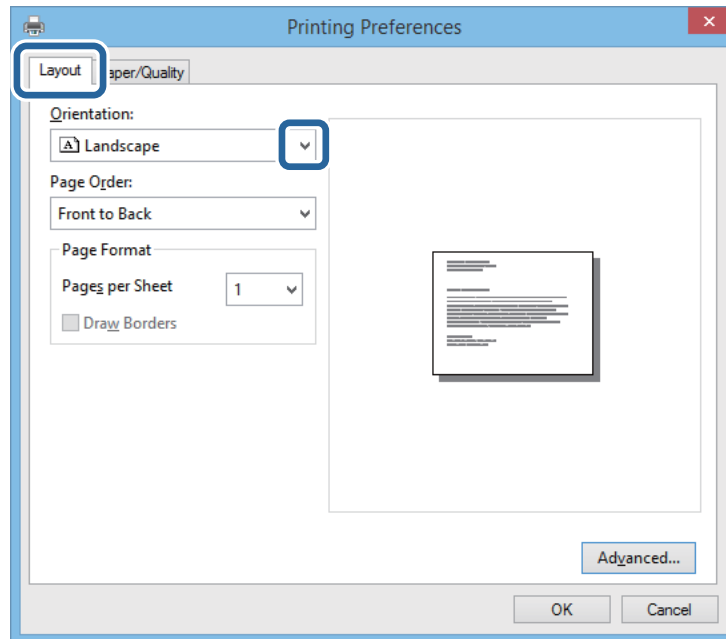 Printing Preferences
Layout
aper/Quality
Orientation:
Landscape
Page Order:
Front to Back
Page Format
Pages per Sheet
1
Draw Borders
Advanced...
OK
Cancel